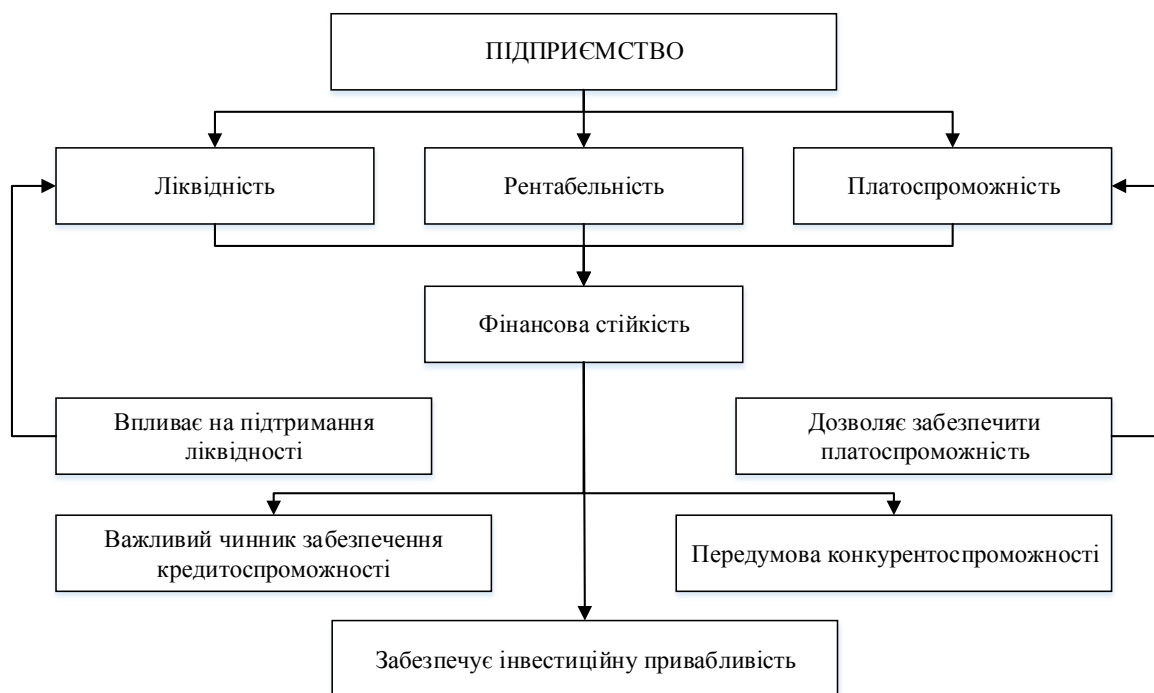 ПІДПРИЄМСТВО
Ліквідність
Рентабельність
Платоспроможність
Фінансова стійкість
Впливає на підтримання
ліквідності
Дозволяє забезпечити
платоспроможність
Важливий чинник забезпечення
кредитоспроможності
Передумова конкурентоспроможності
Забезпечує інвестиційну привабливість